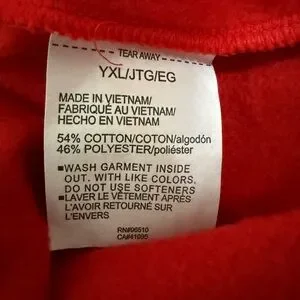 TEAR AWAY
YXL/JTG/EG
MADE IN VIETNAM/
FABRIQUÉ AU VIETNAM/
HECHO EN VIETNAM
54% COTTON/COTON/algodón
46% POLYESTER/poliéster
■WASH GARMENT INSIDE
OUT. WITH LIKE COLORS.
DO NOT USE SOFTENERS
■LAVER LE VÊTEMENT APRÈS
L'AVOIR RETOURNÉ SUR
L'ENVERS
RN#96510
CA#41095